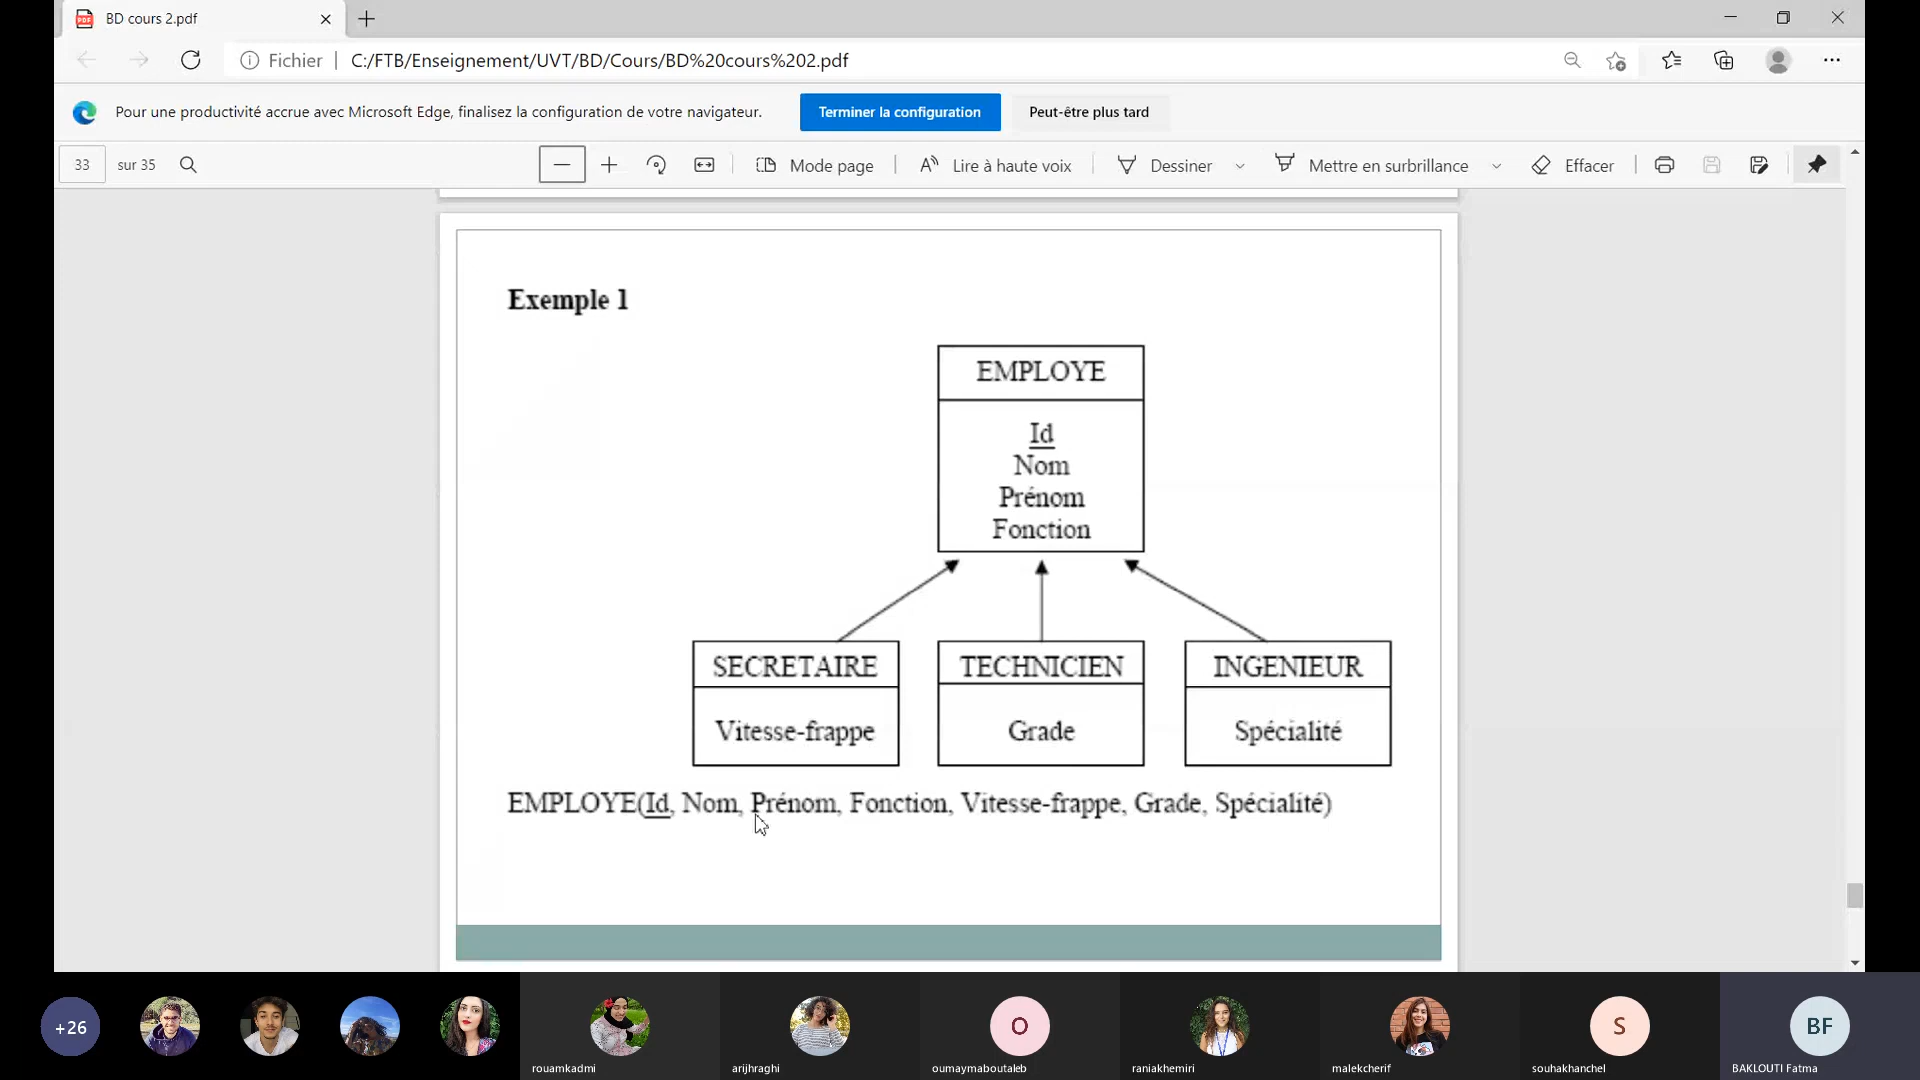 BD cours 2.pdf
Fichier C:/FTB/Enseignement/UVT/BD/Cours/BD%20cours%202.pdf
Pour une productivité accrue avec Microsoft Edge, finalisez la configuration de votre navigateur. Terminer la configuration Peut-être plus tard
33 sur 35 Mode page Lire à haute voix Dessiner Mettre en surbrillance Effacer
Exemple 1
EMPLOYE
Id
Nom
Prénom
Fonction
SECRETAIRE TECHNICIEN INGENIEUR
Vitesse-frappe Grade Spécialité
EMPLOYE(Id, Nom, Prénom, Fonction, Vitesse-frappe, Grade, Spécialité)
+26 O S BF
rouamkadmi arijhraghi oumaymaboutaleb raniakhemiri malekcherif souhakhanchel BAKLOUTI Fatma